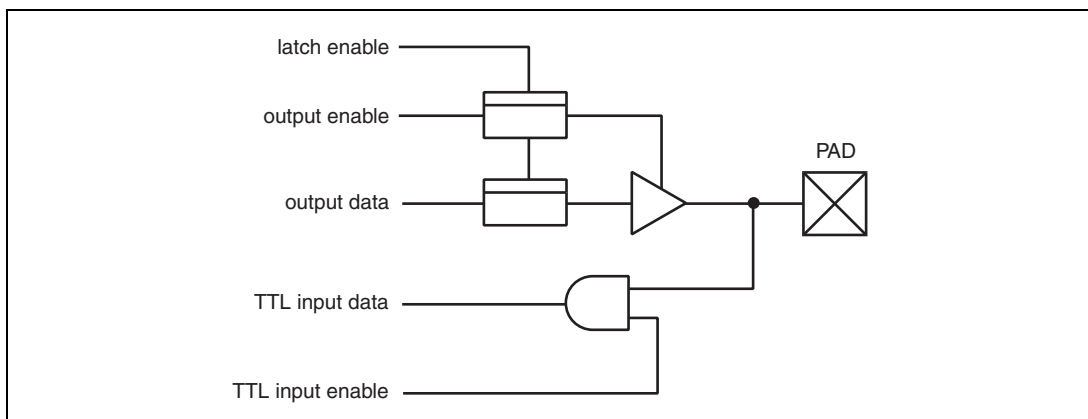 latch enable
output enable
PAD
output data
TTL input data
TTL input enable